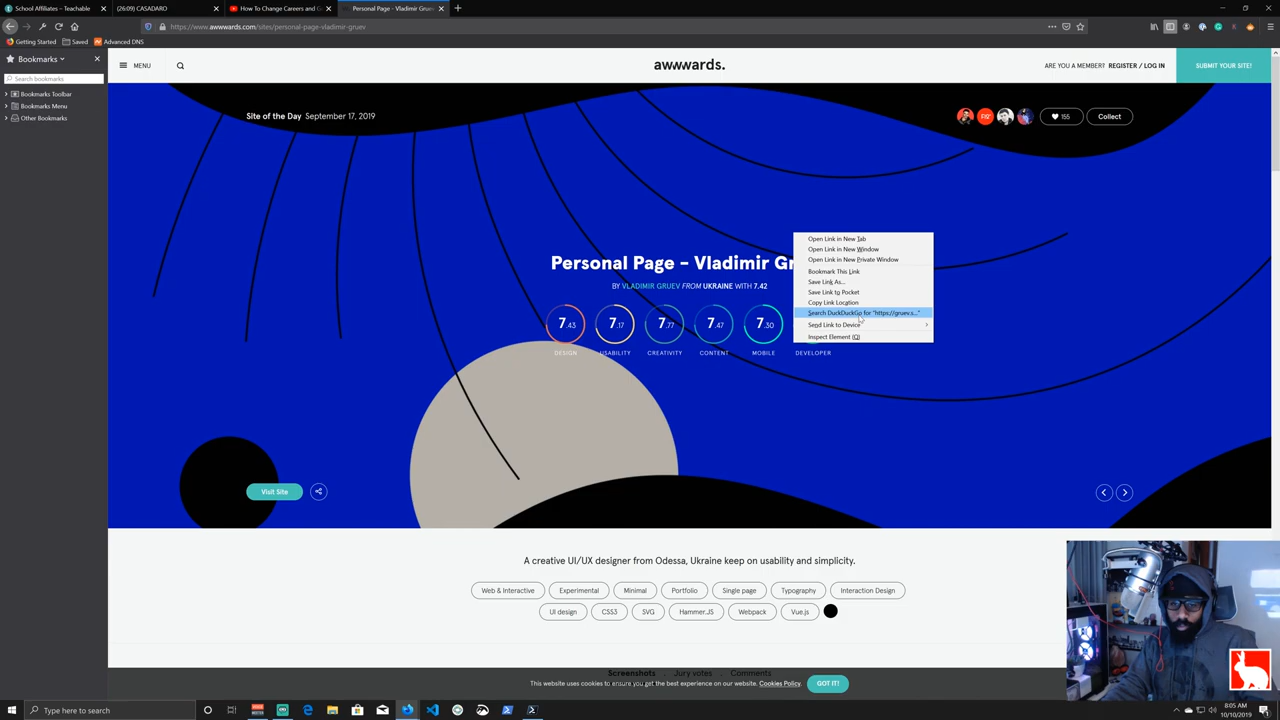 School Affiliates – Teachable
(26:09) CASADARO
How To Change Careers and G
Personal Page - Vladimir Gruev
https://www.awwwards.com/sites/personal-page-vladimir-gruev
Getting Started
Saved
Advanced DNS
Bookmarks
Search bookmarks
Bookmarks Toolbar
Bookmarks Menu
Other Bookmarks
MENU
awwwards.
ARE YOU A MEMBER? REGISTER / LOG IN
SUBMIT YOUR SITE!
Site of the Day September 17, 2019
155
Collect
Open Link in New Tab
Open Link in New Window
Open Link in New Private Window
Bookmark This Link
Save Link As...
Save Link to Pocket
Copy Link Location
Search DuckDuckGo for "https://gruev.s..."
Send Link to Device
Inspect Element (Q)
Personal Page - Vladimir Gr
BY VLADIMIR GRUEV FROM UKRAINE WITH 7.42
7.43 7.17 7.77 7.47 7.30
DESIGN USABILITY CREATIVITY CONTENT MOBILE DEVELOPER
Visit Site
A creative UI/UX designer from Odessa, Ukraine keep on usability and simplicity.
Web & Interactive Experimental Minimal Portfolio Single page Typography Interaction Design
UI design CSS3 SVG Hammer.JS Webpack Vue.js
Screenshots Jury votes Comments
This website uses cookies to ensure you get the best experience on our website. Cookies Policy.
GOT IT!
Type here to search
8:05 AM
10/10/2019